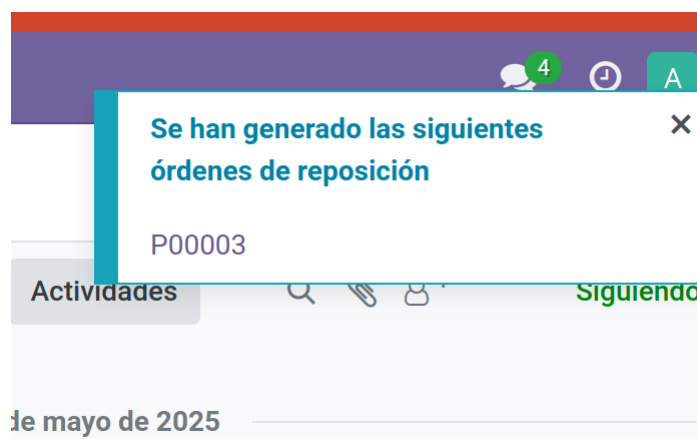 4
A
Se han generado las siguientes
órdenes de reposición
P00003
Actividades
Siguiendo
de mayo de 2025